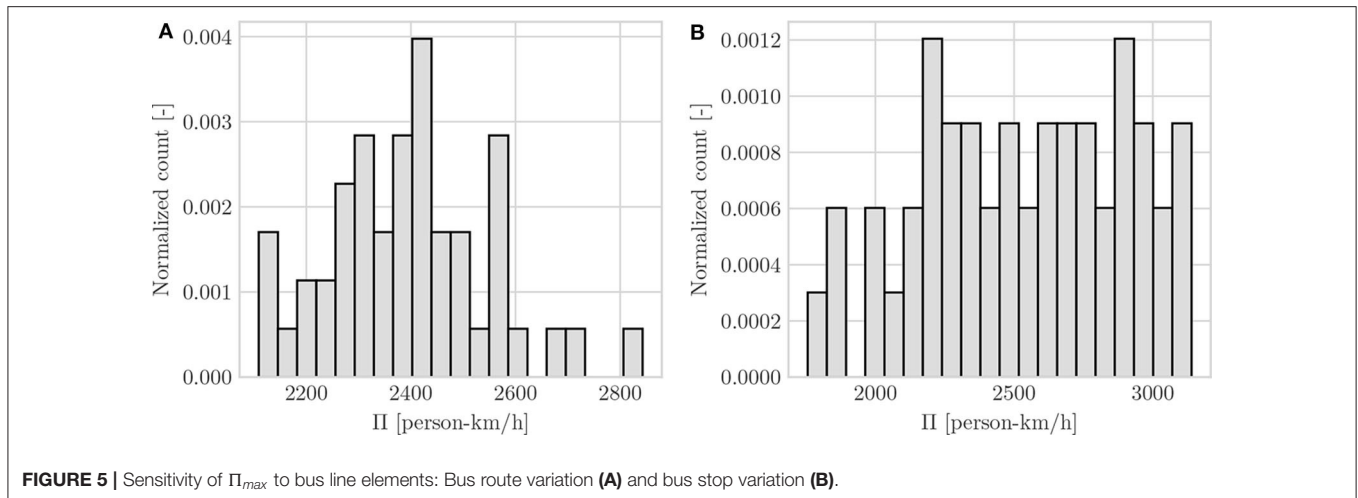 A
0.004
0.003
0.002
0.001
0.000
Normalized count [-]
2200 2400 2600 2800
Π [person-km/h]
B
0.0012
0.0010
0.0008
0.0006
0.0004
0.0002
0.0000
Normalized count [-]
2000 2500 3000
Π [person-km/h]
FIGURE 5 | Sensitivity of Πmax to bus line elements: Bus route variation (A) and bus stop variation (B).